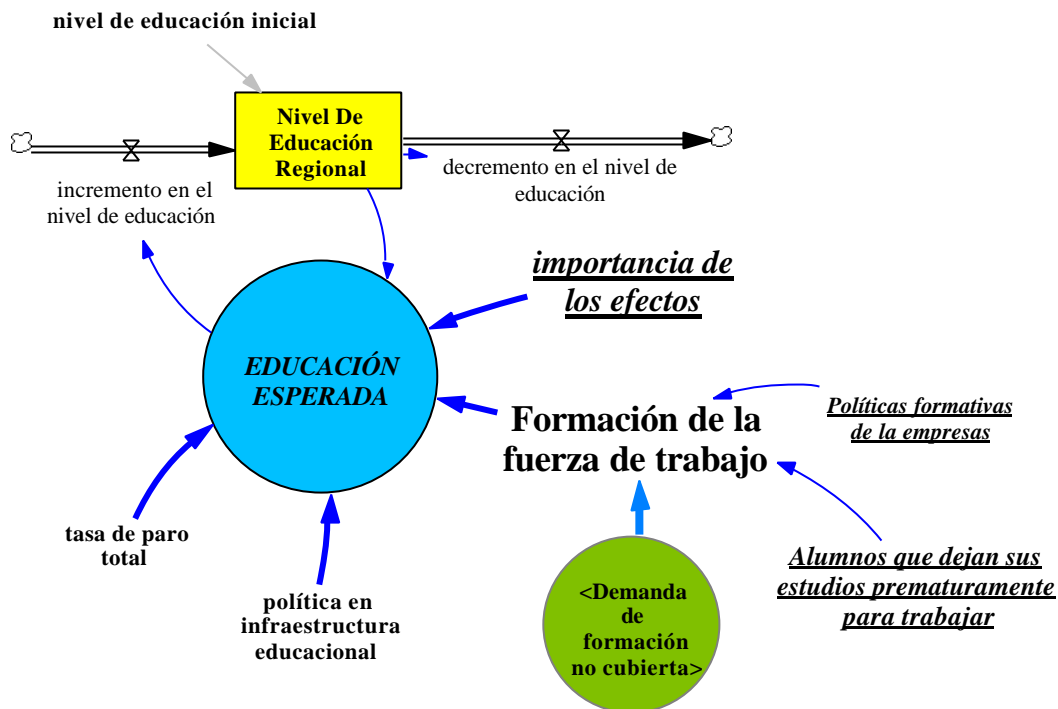 nivel de educación inicial
Nivel De
Educación
Regional
incremento en el
nivel de educación
decremento en el nivel de
educación
importancia de
los efectos
EDUCACIÓN
ESPERADA
Formación de la
fuerza de trabajo
Políticas formativas
de la empresas
tasa de paro
total
política en
infraestructura
educacional
<Demanda
de
formación
no cubierta>
Alumnos que dejan sus
estudios prematuramente
para trabajar